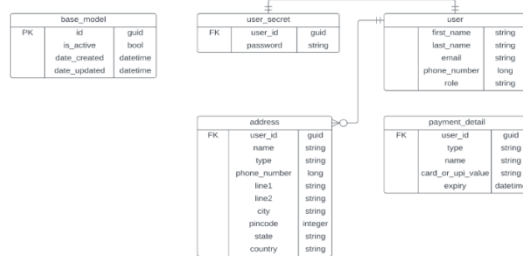 base_model
PK id guid
is_active bool
date_created datetime
date_updated datetime
user_secret
FK user_id guid
password string
user
first_name string
last_name string
email string
phone_number long
role string
address
FK user_id guid
name string
type string
phone_number long
line1 string
line2 string
city string
pincode integer
state string
country string
payment_detail
FK user_id guid
type string
name string
card_or_upi_value string
expiry datetime